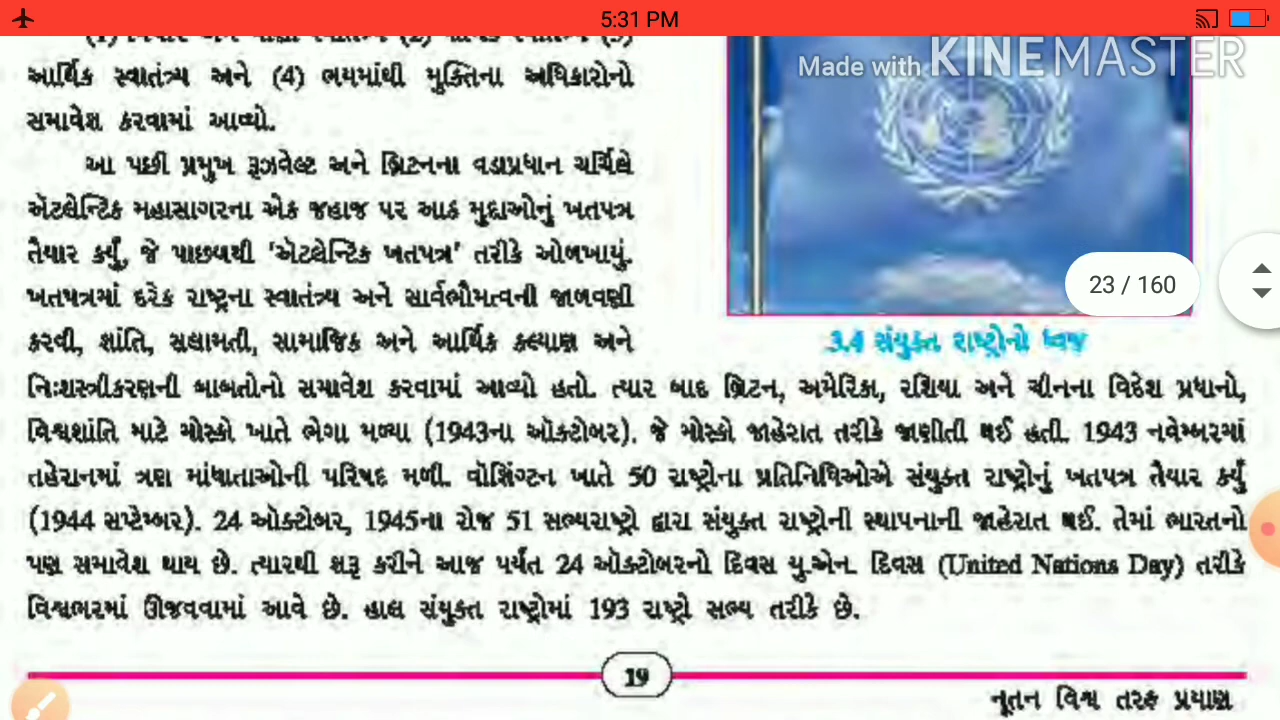 5:31 PM
Made with KINEMASTER
આર્થિક સ્વાતંત્ર્ય અને (4) ભયમાંથી મુક્તિના અધિકારોનો
સમાવેશ કરવામાં આવ્યો.
આ પછી પ્રમુખ રૂઝવેલ્ટ અને બ્રિટનના વડાપ્રધાન ચર્ચિલે
ઍટલેન્ટિક મહાસાગરના એક જહાજ પર આઠ મુદ્દાઓનું ખતપત્ર
તૈયાર કર્યું, જે પાછળથી 'ઍટલેન્ટિક ખતપત્ર' તરીકે ઓળખાયું.
ખતપત્રમાં દરેક રાષ્ટ્રના સ્વાતંત્ર્ય અને સાર્વભૌમત્વની જાળવણી
કરવી, શાંતિ, સલામતી, સામાજિક અને આર્થિક કલ્યાણ અને
23 / 160
3.4 સંયુક્ત રાષ્ટ્રોનો ધ્વજ
નિઃશસ્ત્રીકરણની બાબતોનો સમાવેશ કરવામાં આવ્યો હતો. ત્યાર બાદ બ્રિટન, અમેરિકા, રશિયા અને ચીનના વિદેશ પ્રધાનો,
વિશ્વશાંતિ માટે મોસ્કો ખાતે ભેગા મળ્યા (1943ના ઑક્ટોબર). જે મોસ્કો જાહેરાત તરીકે જાણીતી થઈ હતી. 1943 નવેમ્બરમાં
તહેરાનમાં ત્રણ માંધાતાઓની પરિષદ મળી. વૉશિંગ્ટન ખાતે 50 રાષ્ટ્રોના પ્રતિનિધિઓએ સંયુક્ત રાષ્ટ્રોનું ખતપત્ર તૈયાર કર્યું
(1944 સપ્ટેમ્બર). 24 ઑક્ટોબર, 1945ના રોજ 51 સભ્યરાષ્ટ્રો દ્વારા સંયુક્ત રાષ્ટ્રોની સ્થાપનાની જાહેરાત થઈ. તેમાં ભારતનો
પણ સમાવેશ થાય છે. ત્યારથી શરૂ કરીને આજ પર્યંત 24 ઑક્ટોબરનો દિવસ યુ.એન. દિવસ (United Nations Day) તરીકે
વિશ્વભરમાં ઊજવવામાં આવે છે. હાલ સંયુક્ત રાષ્ટ્રોમાં 193 રાષ્ટ્રો સભ્ય તરીકે છે.
19
નૂતન વિશ્વ તરફ પ્રયાણ